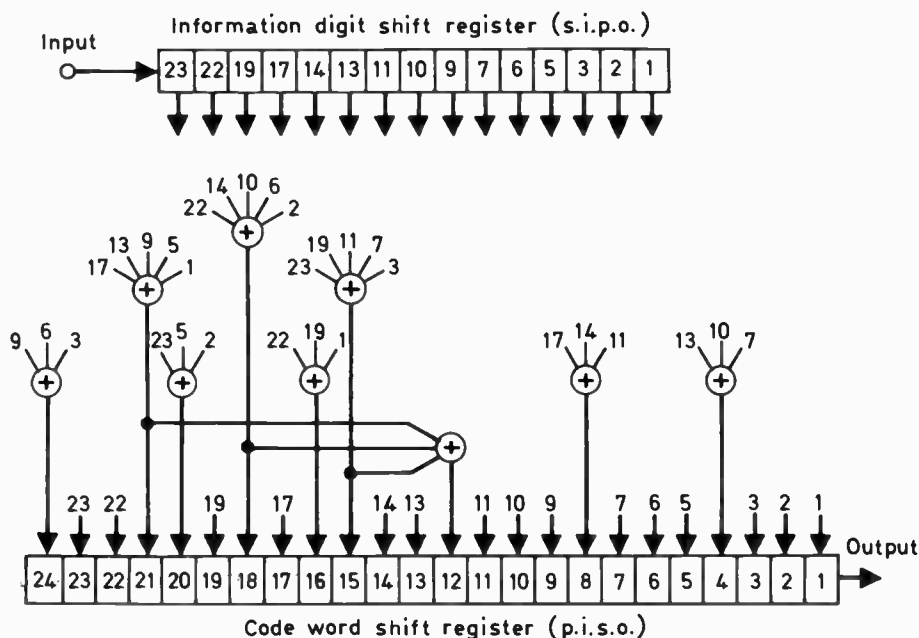 Information digit shift register (s.i.p.o.)
Input
23 22 19 17 14 13 11 10 9 7 6 5 3 2 1
14 10 6
22 2
13 9 5
17 1
+
19 11 7
23 3
+ +
9 6 3
23 5 2
22 19 1
17 14 11
13 10 7
+ + + + +
+
23 22 19 17 14 13 11 10 9 7 6 5 3 2 1
Output
24 23 22 21 20 19 18 17 16 15 14 13 12 11 10 9 8 7 6 5 4 3 2 1
Code word shift register (p.i.s.o.)